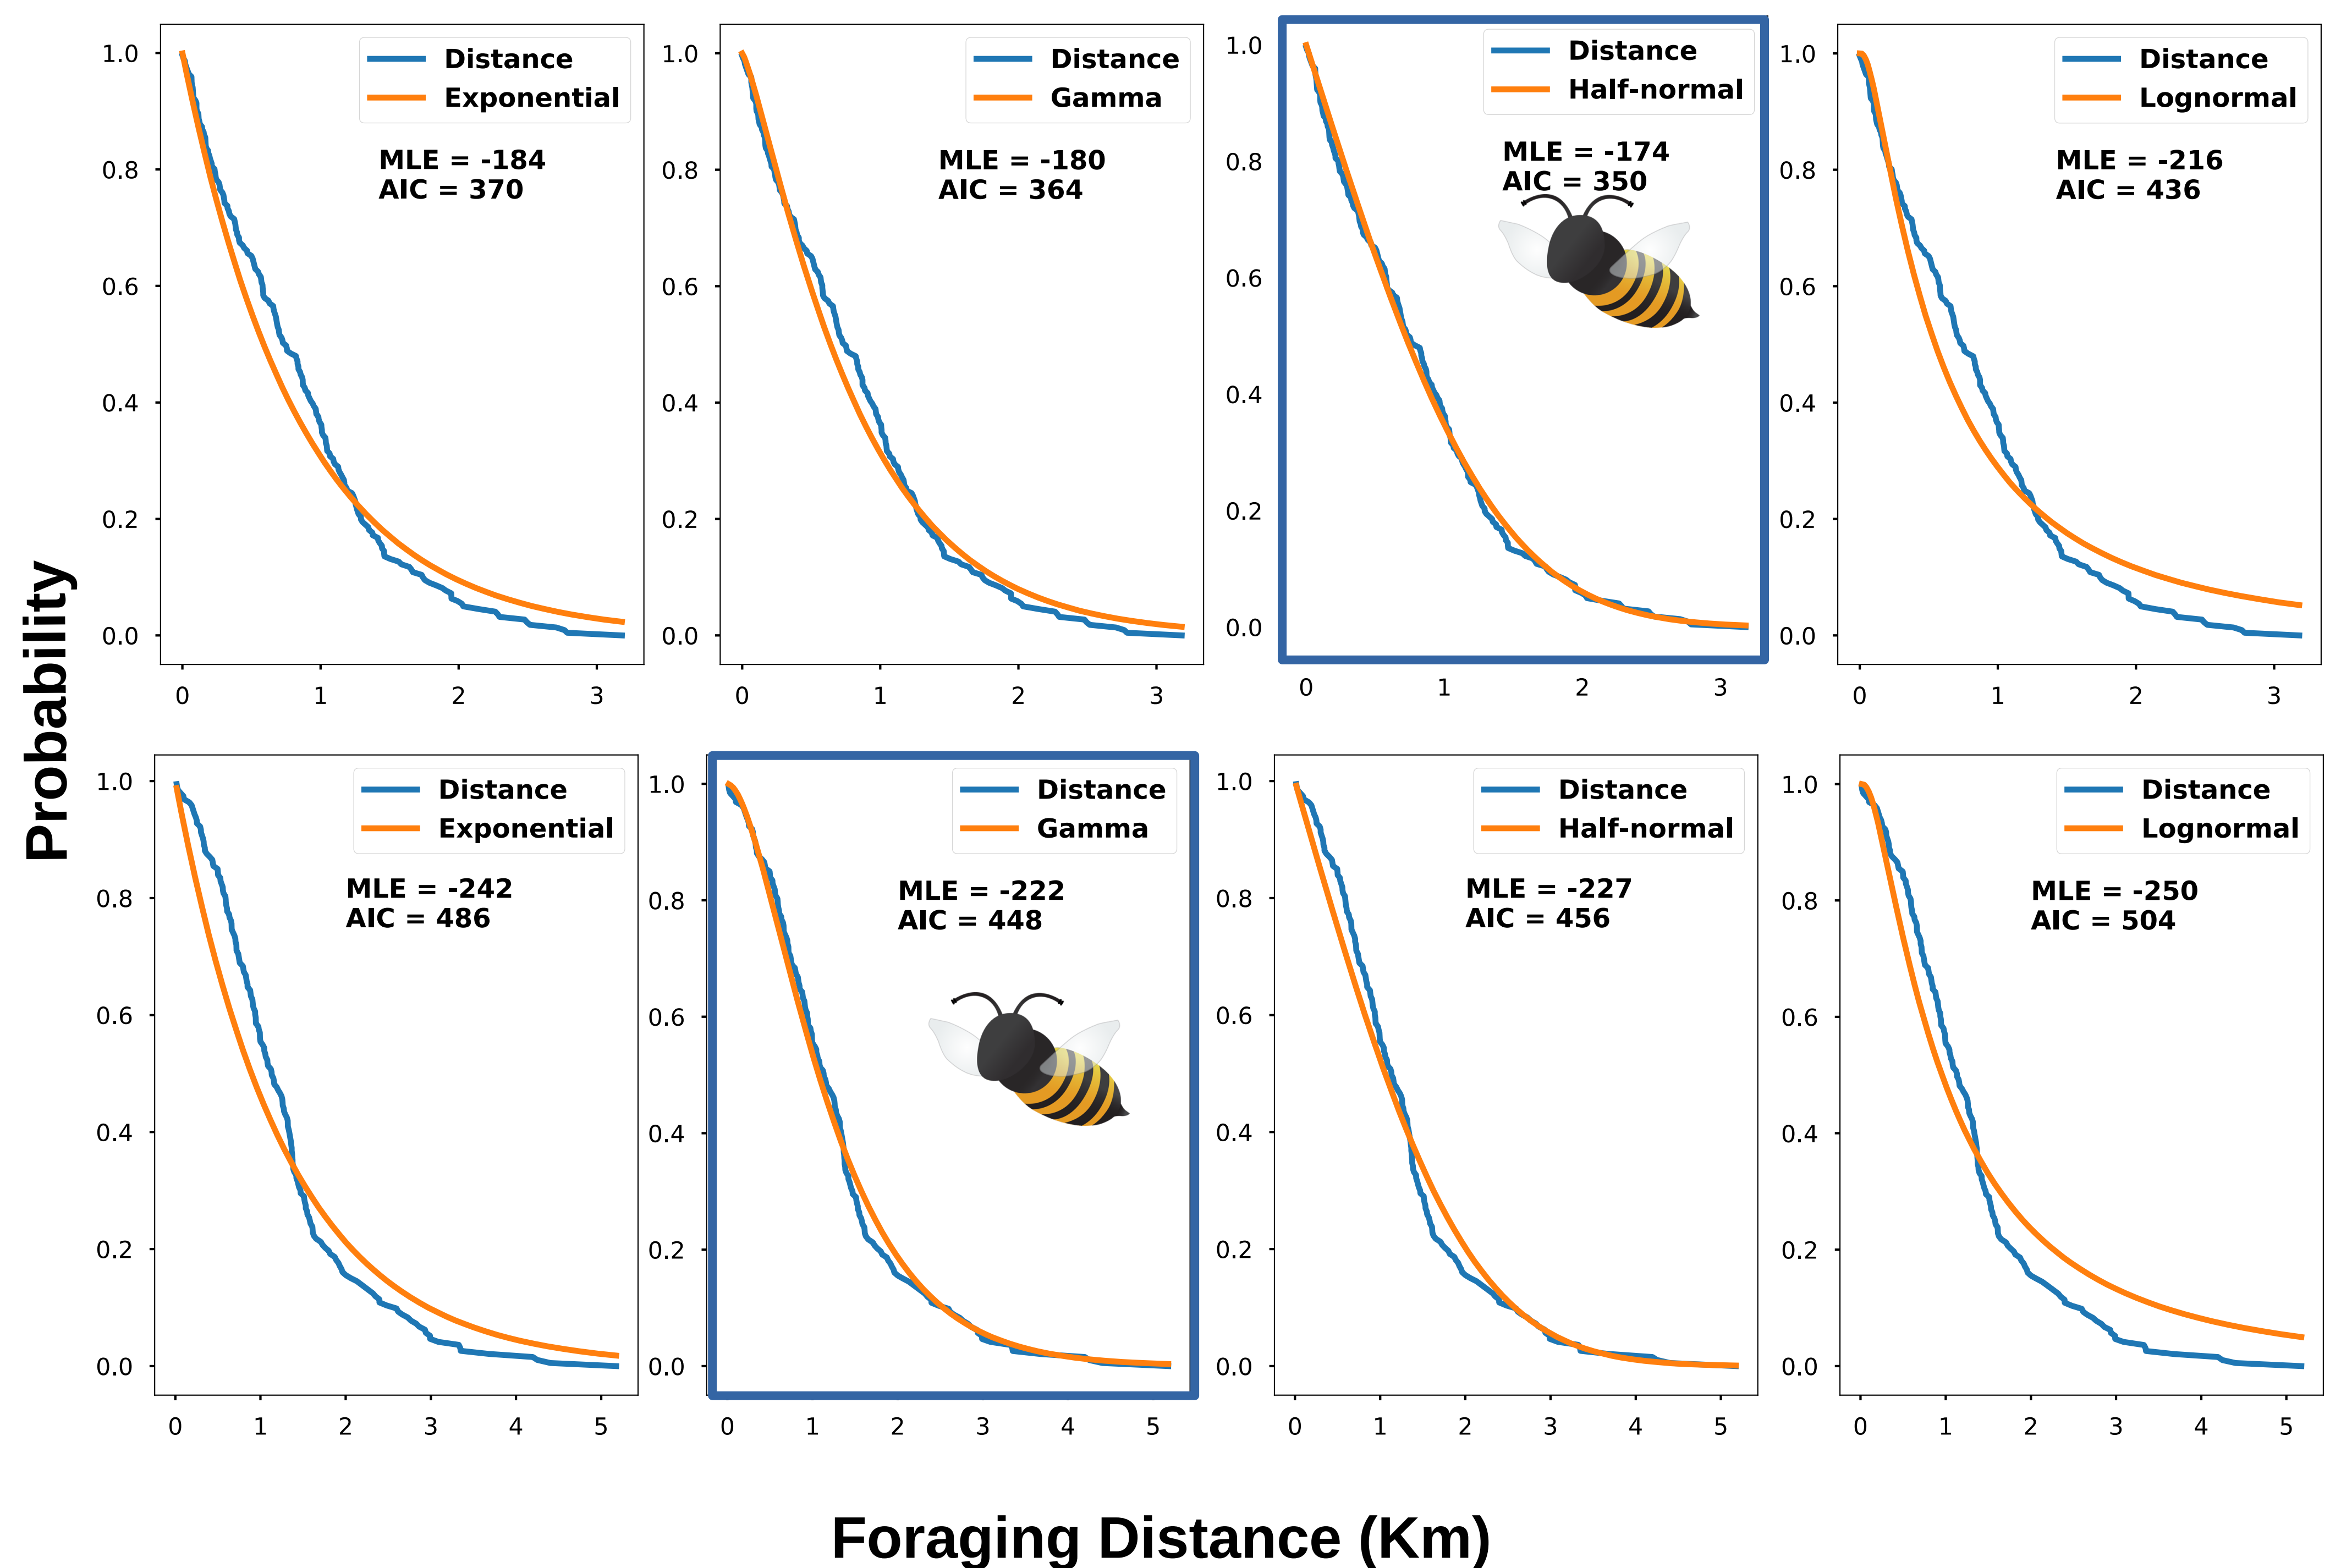 Probability
Distance
Exponential
MLE = -184
AIC = 370
1.0
0.8
0.6
0.4
0.2
0.0
0 1 2 3
Distance
Gamma
MLE = -180
AIC = 364
1.0
0.8
0.6
0.4
0.2
0.0
0 1 2 3
Distance
Half-normal
MLE = -174
AIC = 350
1.0
0.8
0.6
0.4
0.2
0.0
0 1 2 3
Distance
Lognormal
MLE = -216
AIC = 436
1.0
0.8
0.6
0.4
0.2
0.0
0 1 2 3
Distance
Exponential
MLE = -242
AIC = 486
1.0
0.8
0.6
0.4
0.2
0.0
0 1 2 3 4 5
Distance
Gamma
MLE = -222
AIC = 448
1.0
0.8
0.6
0.4
0.2
0.0
0 1 2 3 4 5
Distance
Half-normal
MLE = -227
AIC = 456
1.0
0.8
0.6
0.4
0.2
0.0
0 1 2 3 4 5
Distance
Lognormal
MLE = -250
AIC = 504
1.0
0.8
0.6
0.4
0.2
0.0
0 1 2 3 4 5
Foraging Distance (Km)